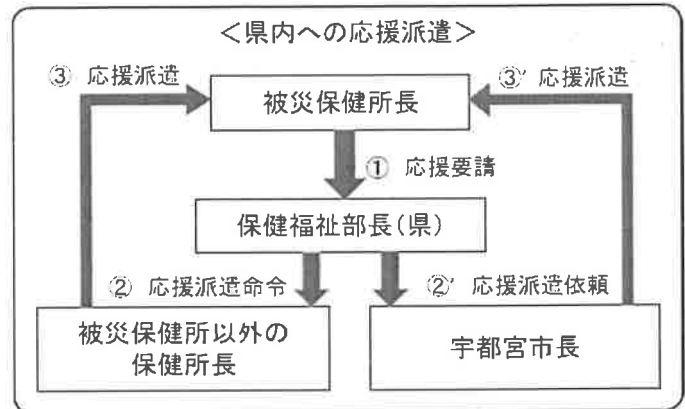 ＜県内への応援派遣＞
③ 応援派遣
③’ 応援派遣
被災保健所長
① 応援要請
保健福祉部長（県）
② 応援派遣命令
②’ 応援派遣依頼
被災保健所以外の
保健所長
宇都宮市長